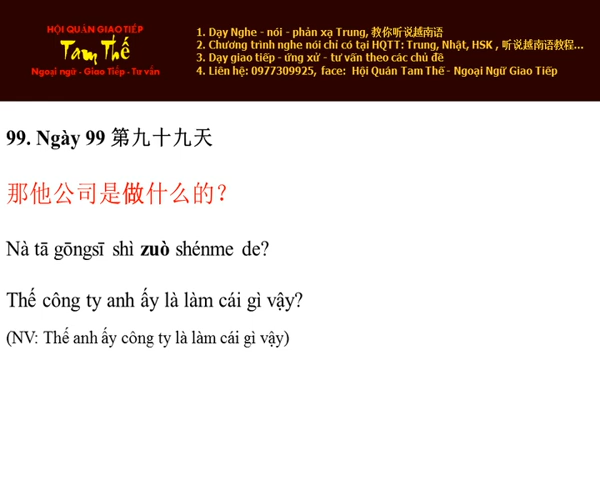 HỘI QUÁN GIAO TIẾP
Tam Thế
Ngoại ngữ - Giao Tiếp - Tư vấn
1. Dạy Nghe - nói - phản xạ Trung, 教你听说越南语
2. Chương trình nghe nói chỉ có tại HQTT: Trung, Nhật, HSK , 听说越南语教程...
3. Dạy giao tiếp - ứng xử - tư vấn theo các chủ đề
4. Liên hệ: 0977309925, face: Hội Quán Tam Thế - Ngoại Ngữ Giao Tiếp
99. Ngày 99 第九十九天
那他公司是做什么的?
Nà tā gōngsī shì zuò shénme de?
Thế công ty anh ấy là làm cái gì vậy?
(NV: Thế anh ấy công ty là làm cái gì vậy)